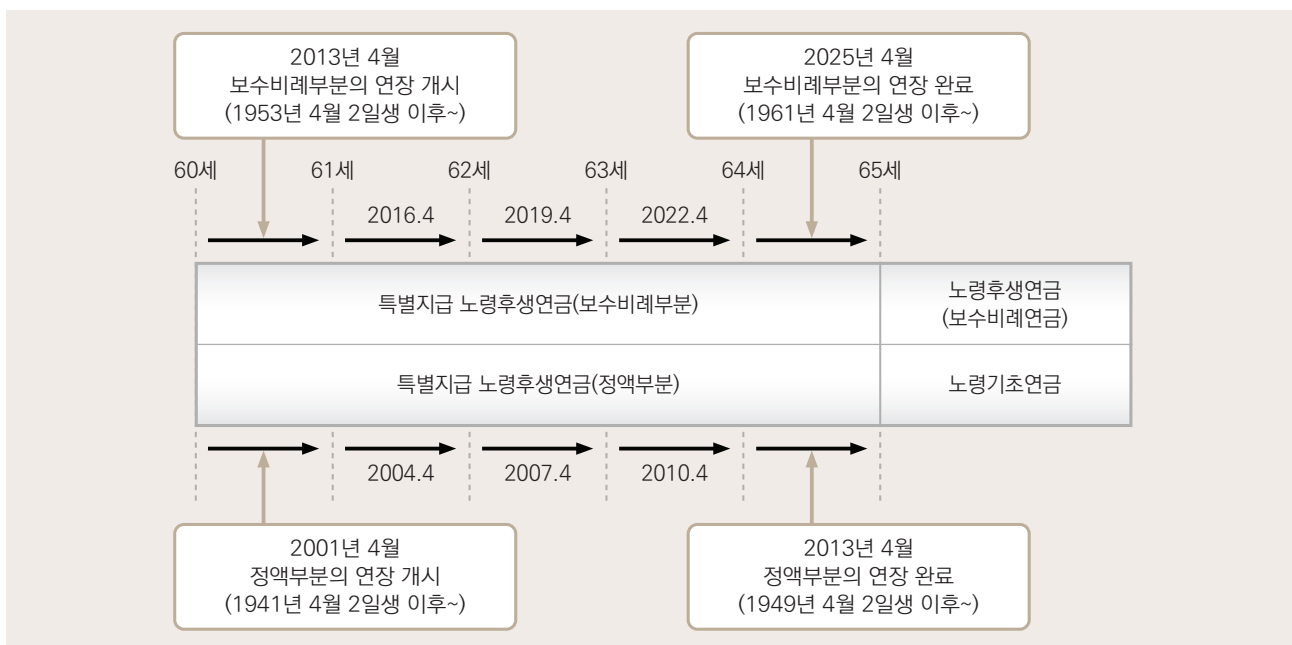 2013년 4월
보수비례부분의 연장 개시
(1953년 4월 2일생 이후~)
2025년 4월
보수비례부분의 연장 완료
(1961년 4월 2일생 이후~)
60세 61세 62세 63세 64세 65세
2016.4 2019.4 2022.4
특별지급 노령후생연금(보수비례부분)
노령후생연금
(보수비례연금)
특별지급 노령후생연금(정액부분)
노령기초연금
2004.4 2007.4 2010.4
2001년 4월
정액부분의 연장 개시
(1941년 4월 2일생 이후~)
2013년 4월
정액부분의 연장 완료
(1949년 4월 2일생 이후~)